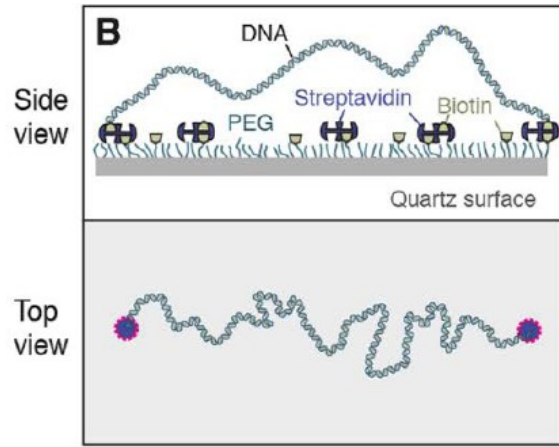 B
DNA
Side
view
Streptavidin
Biotin
PEG
Quartz surface
Top
view